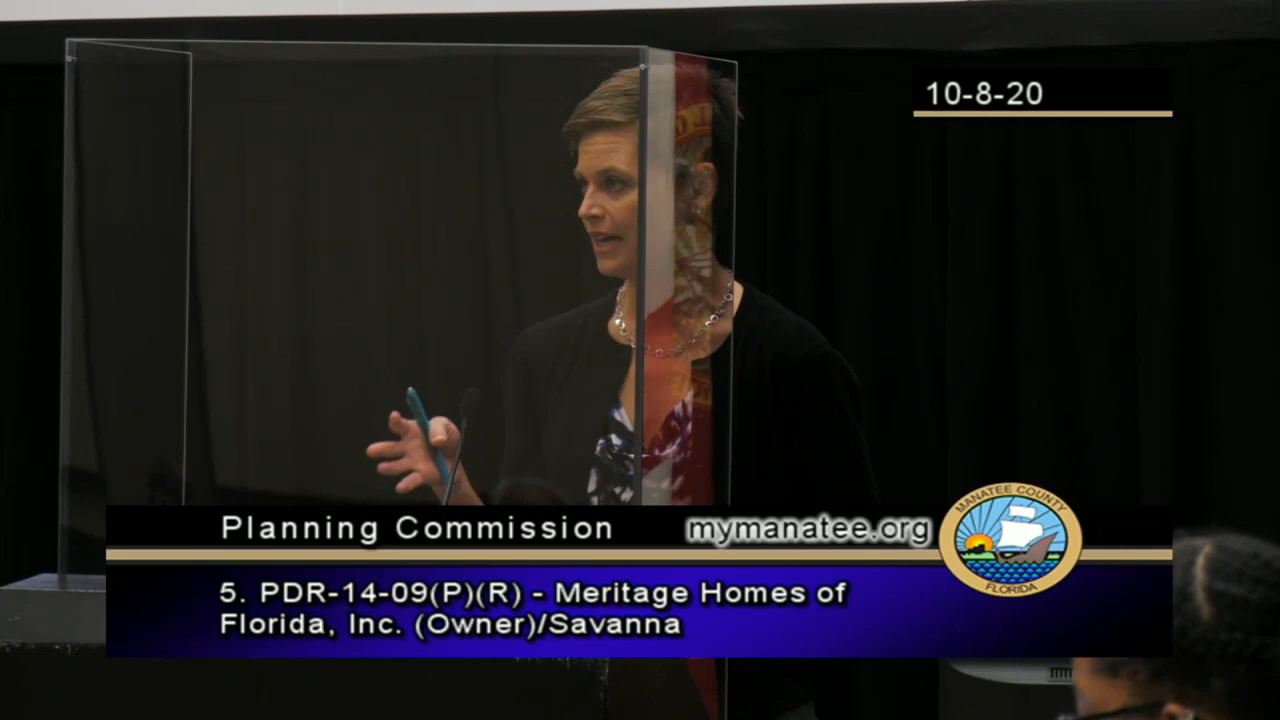 10-8-20
Planning Commission
mymanatee.org
MANATEE COUNTY
FLORIDA
5. PDR-14-09(P)(R) - Meritage Homes of
Florida, Inc. (Owner)/Savanna